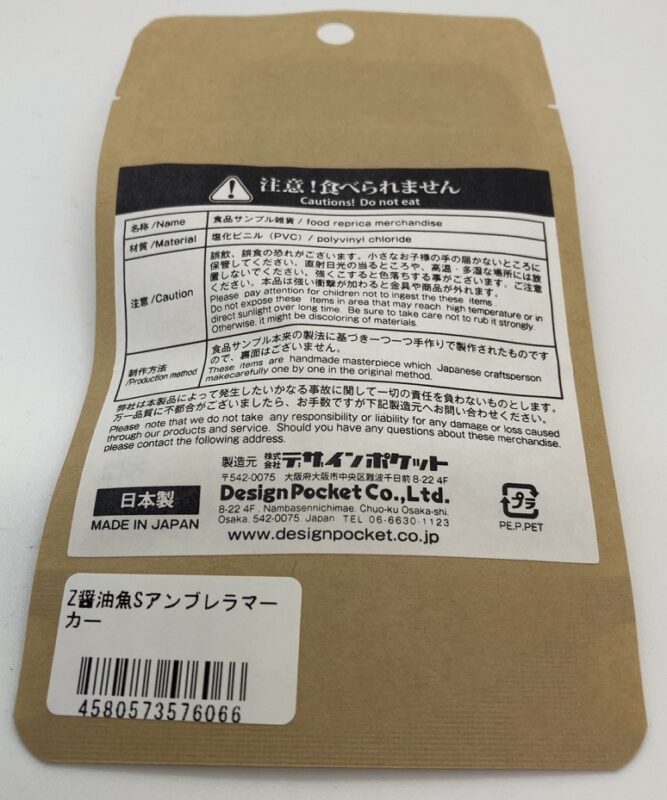 注意！食べられません
Cautions! Do not eat
名称 /Name
食品サンプル雑貨 / food reprica merchandise
材質 /Material
塩化ビニル（PVC）/ polyvinyl chloride
注意 /Caution
誤飲、誤食の恐れがございます。小さなお子様の手の届かないところに
保管してください。直射日光の当るところや、高温・多湿な場所には放
置しないでください。強くこすると色落ちする事がございます。ご注意
ください。本品は強い衝撃が加わると金具や商品が外れます。
Please pay attention for children not to ingest the these items
Do not expose these items in area that may reach high temperature or in
direct sunlight over long time. Be sure to take care not to rub it strongly.
Otherwise, it might be discoloring of materials.
制作方法
/Production method
食品サンプル本来の製法に基づき一つ一つ手作りで製作されたものです
ので、裏面はございません。
These items are handmade masterpiece which Japanese craftsperson
makecarefully one by one in the original method.
弊社は本製品によって発生したいかなる事故に関して一切の責任を負わないものとします。
万一品質に不都合がございましたら、お手数ですが下記製造元へお問い合わせください。
Please note that we do not take any responsibility or liability for any damage or loss caused
through our products and service. Should you have any questions about these merchandise,
please contact the following address.
製造元 株式会社 デザインポケット
〒542-0075 大阪府大阪市中央区難波千日前 8-22 4F
Design Pocket Co.,Ltd.
8-22 4F . Nambasennichimae. Chuo-ku Osaka-shi.
Osaka. 542-0075. Japan TEL 06-6630-1123
www.designpocket.co.jp
日本製
MADE IN JAPAN
プラ
PE.P.PET
Z醤油魚Sアンブレラマー
カー
4580573576066